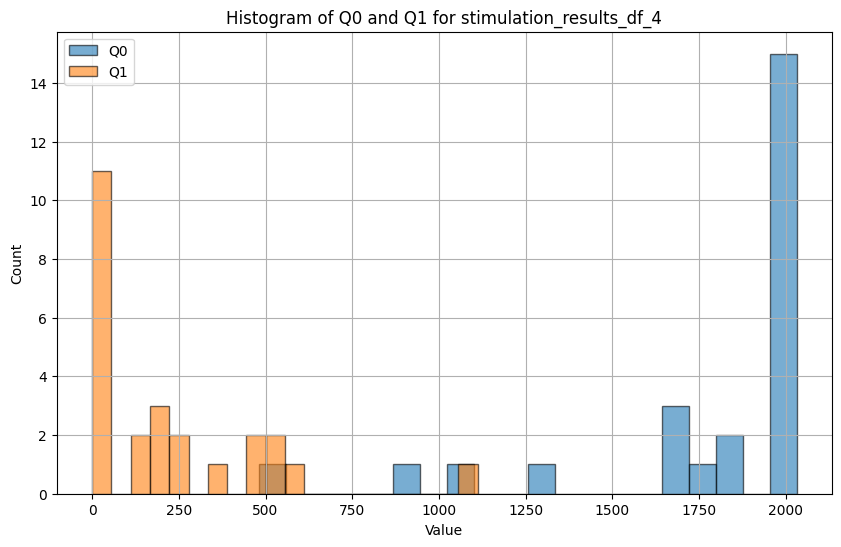 Histogram of Q0 and Q1 for stimulation_results_df_4
Q0
Q1
14
12
10
8
6
4
2
0
Count
0 250 500 750 1000 1250 1500 1750 2000
Value